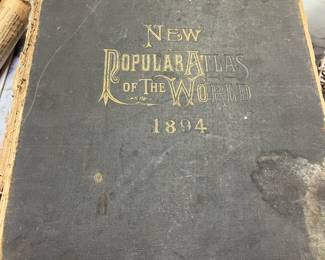 NEW
POPULAR ATLAS
OF THE WORLD
1894